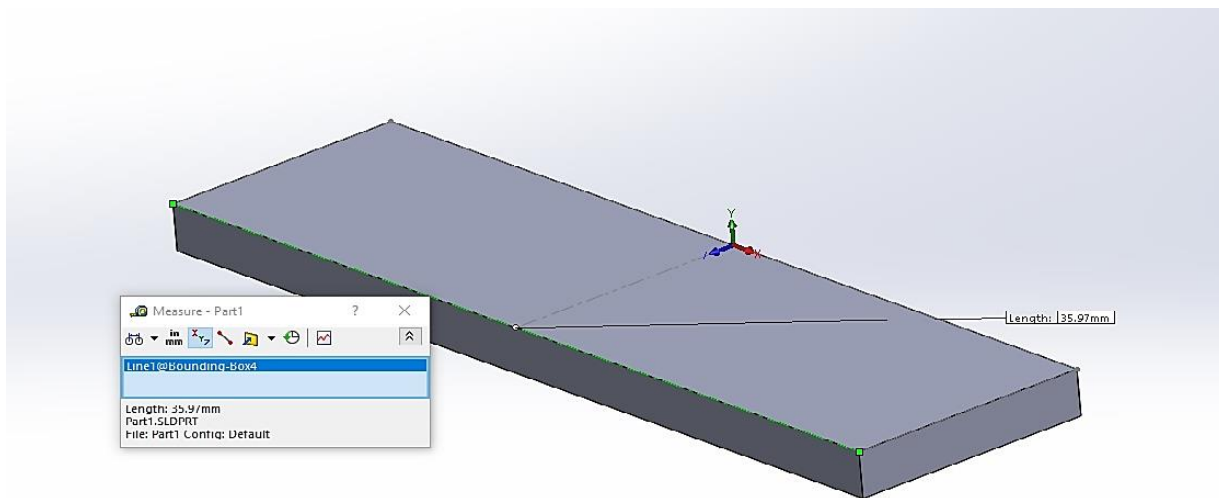 Y
X
Length: 35.97mm
Measure - Part1 ?
in
mm
X Y Z
Line1@Bounding-Box4
Length: 35.97mm
Part1.SLDPRT
File: Part1 Config: Default